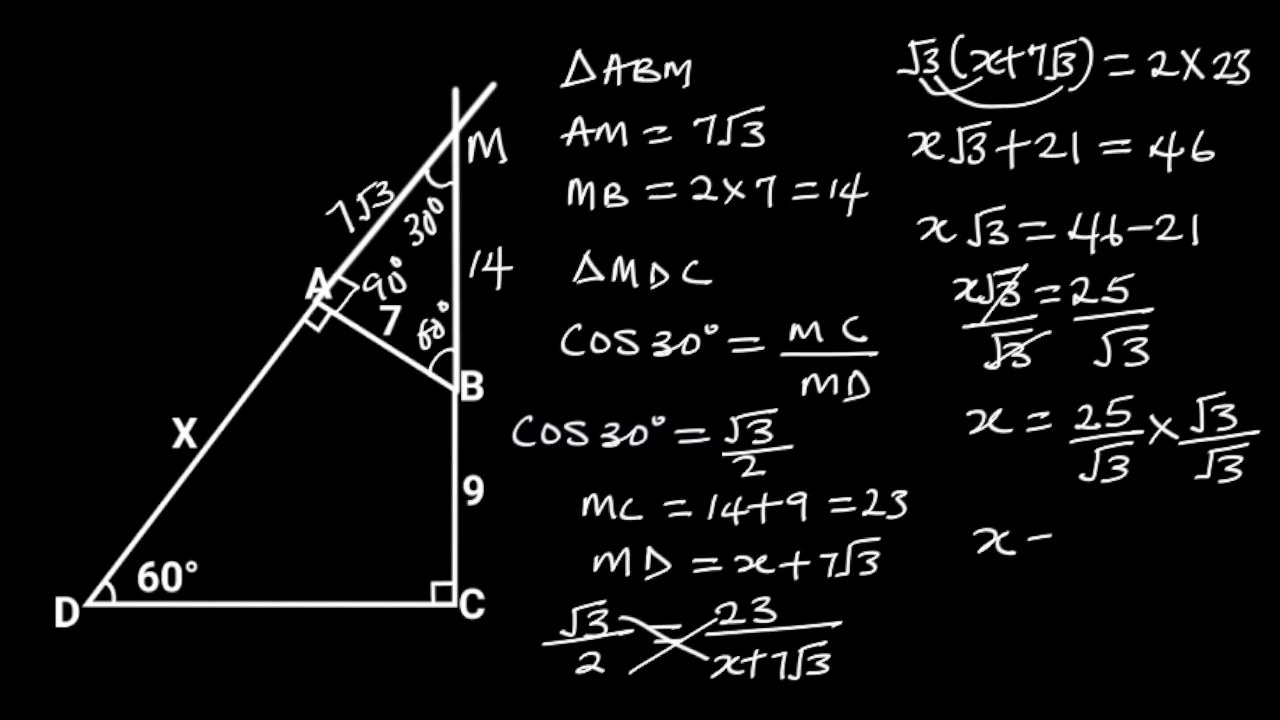 M
7√3
30°
A
90°
14
7
60°
B
X
9
60°
D
C
△ABM
AM = 7√3
MB = 2 × 7 = 14
△MDC
COS 30° = MC/MD
COS 30° = √3/2
MC = 14 + 9 = 23
MD = x + 7√3
√3/2 = 23/x+7√3
√3(x+7√3) = 2 × 23
x√3 + 21 = 46
x√3 = 46 - 21
x√3/√3 = 25/√3
x = 25/√3 × √3/√3
x -